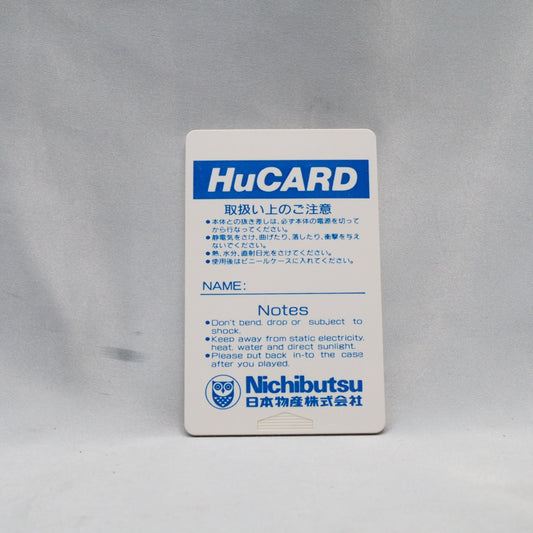 HuCARD
取扱い上のご注意
●本体との抜き差しは、必ず本体の電源を切って
から行なってください。
●静電気をさけ、曲げたり、落したり、衝撃を与え
ないでください。
●熱、水分、直射日光をさけてください。
●使用後はビニールケースに入れてください。
NAME:
Notes
●Don't bend, drop or subject to
shock.
●Keep away from static electricity,
heat, water and direct sunlight.
●Please put back in-to the case
after you played.
Nichibutsu
日本物産株式会社